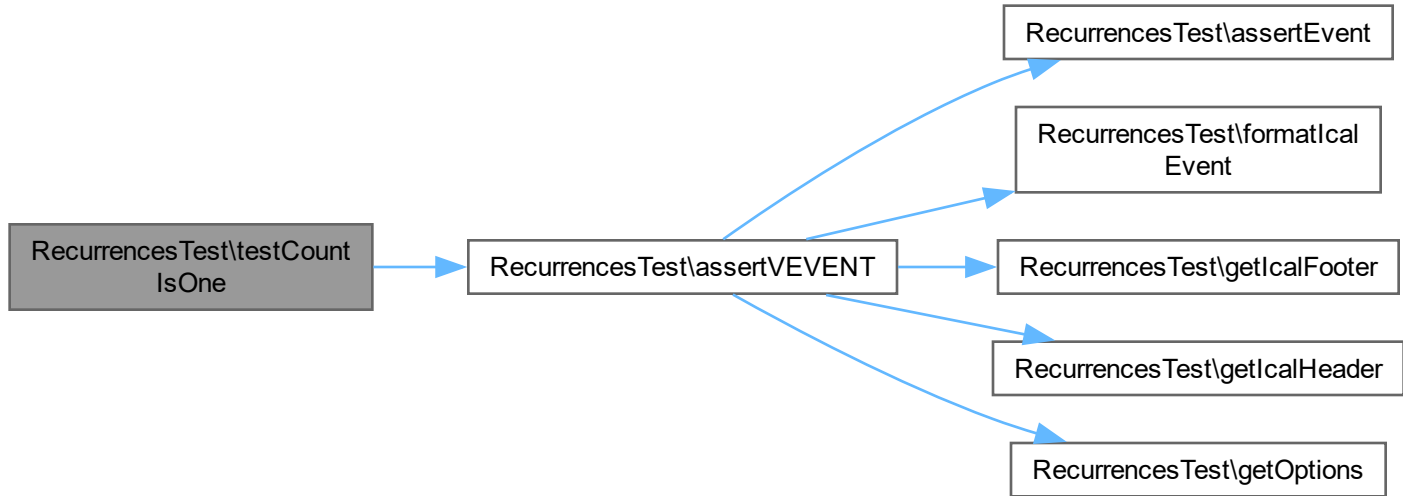 RecurrencesTest\testCount
IsOne
RecurrencesTest\assertVEVENT
RecurrencesTest\assertEvent
RecurrencesTest\formatIcal
Event
RecurrencesTest\getIcalFooter
RecurrencesTest\getIcalHeader
RecurrencesTest\getOptions